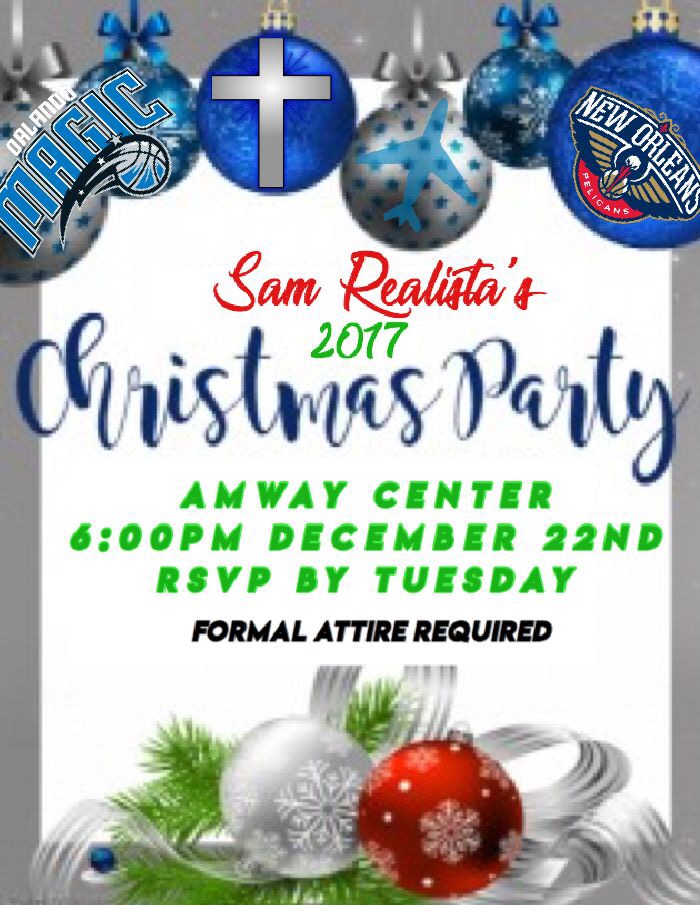 ORLANDO
MAGIC
NEW ORLEANS
PELICANS
Sam Realista's
2017
Christmas Party
AMWAY CENTER
6:00PM DECEMBER 22ND
RSVP BY TUESDAY
FORMAL ATTIRE REQUIRED